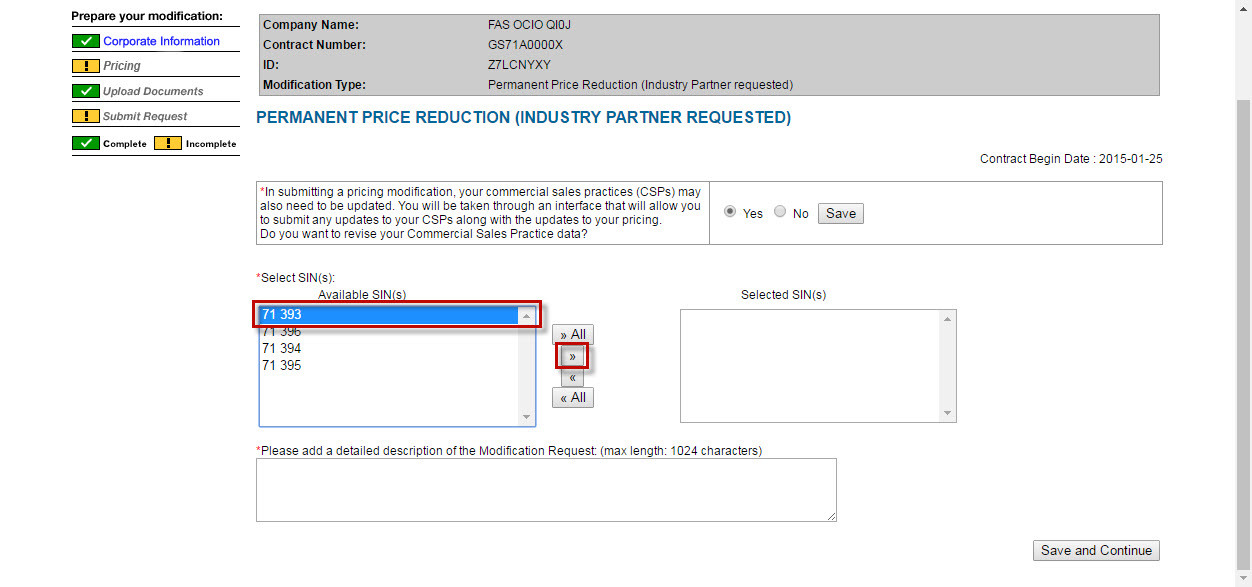 Prepare your modification:
Corporate Information
Pricing
Upload Documents
Submit Request
Complete Incomplete
Company Name: FAS OCIO QI0J
Contract Number: GS71A0000X
ID: Z7LCNYXY
Modification Type: Permanent Price Reduction (Industry Partner requested)
PERMANENT PRICE REDUCTION (INDUSTRY PARTNER REQUESTED)
Contract Begin Date : 2015-01-25
*In submitting a pricing modification, your commercial sales practices (CSPs) may
also need to be updated. You will be taken through an interface that will allow you
to submit any updates to your CSPs along with the updates to your pricing.
Do you want to revise your Commercial Sales Practice data?
Yes No Save
*Select SIN(s):
Available SIN(s)
71 393
71 396
71 394
71 395
» All
»
«
« All
Selected SIN(s)
*Please add a detailed description of the Modification Request: (max length: 1024 characters)
Save and Continue